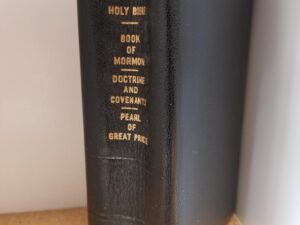 HOLY BIBLE
BOOK
OF
MORMON
DOCTRINE
AND
COVENANTS
PEARL
OF
GREAT PRICE